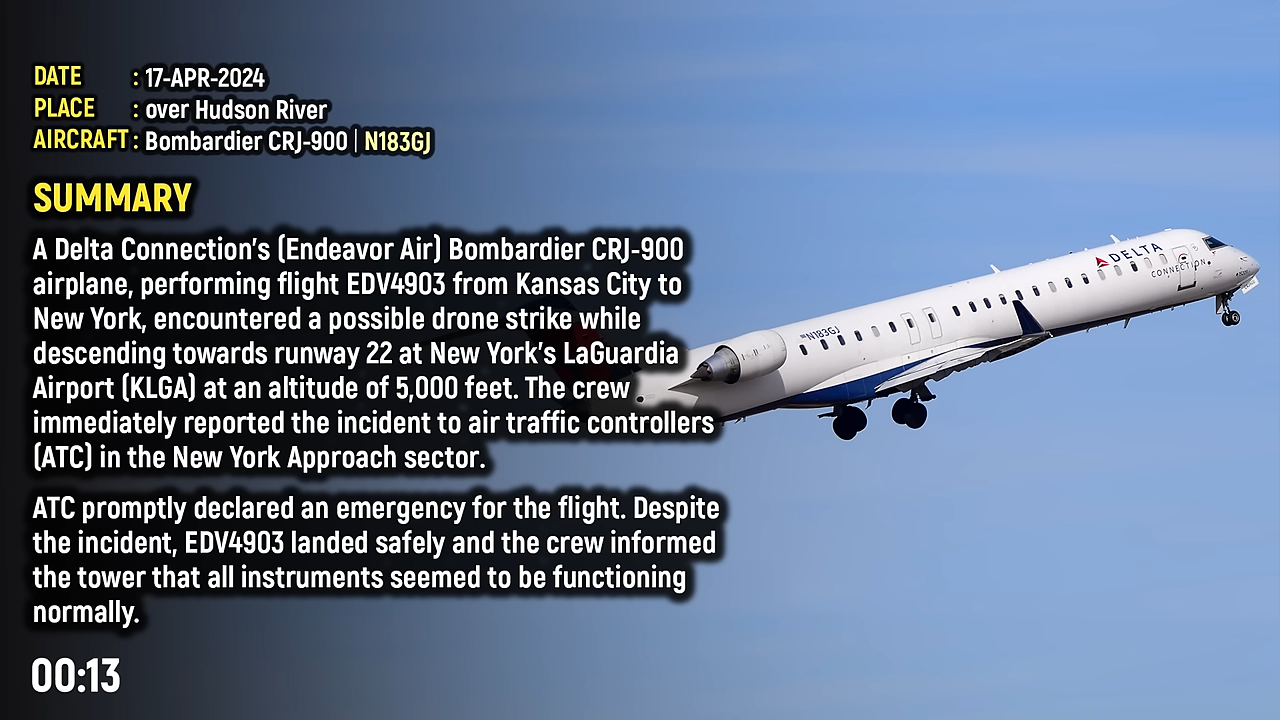 DATE : 17-APR-2024
PLACE : over Hudson River
AIRCRAFT : Bombardier CRJ-900 | N183GJ
SUMMARY
A Delta Connection's (Endeavor Air) Bombardier CRJ-900
airplane, performing flight EDV4903 from Kansas City to
New York, encountered a possible drone strike while
descending towards runway 22 at New York's LaGuardia
Airport (KLGA) at an altitude of 5,000 feet. The crew
immediately reported the incident to air traffic controllers
(ATC) in the New York Approach sector.
ATC promptly declared an emergency for the flight. Despite
the incident, EDV4903 landed safely and the crew informed
the tower that all instruments seemed to be functioning
normally.
00:13
DELTA
CONNECTION
N183GJ